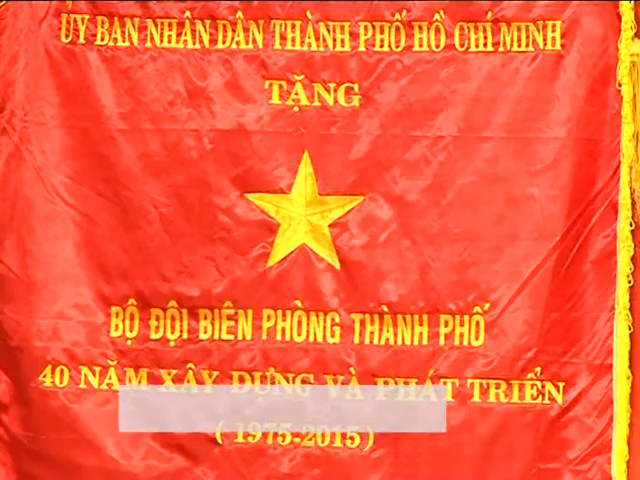 ỦY BAN NHÂN DÂN THÀNH PHỐ HỒ CHÍ MINH
TẶNG
BỘ ĐỘI BIÊN PHÒNG THÀNH PHỐ
40 NĂM XÂY DỰNG VÀ PHÁT TRIỂN
(1975-2015)